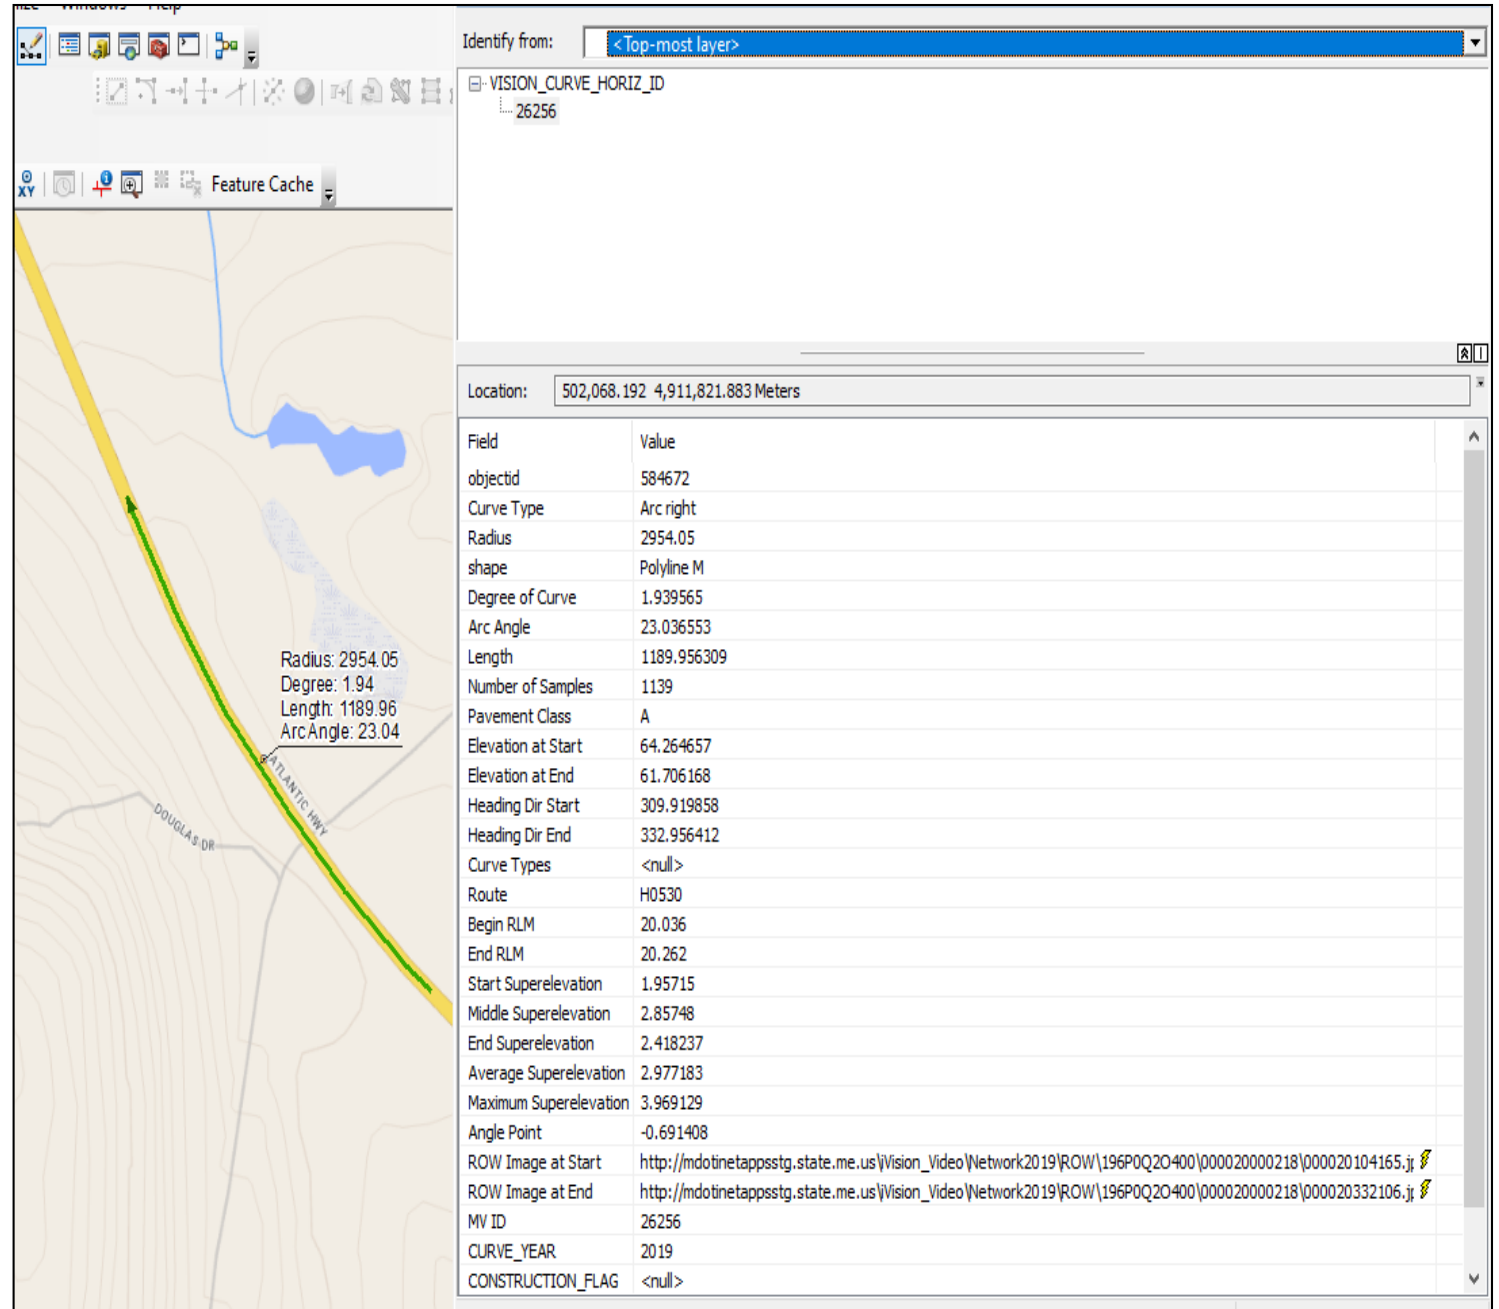 Windows Help
Identify from: <Top-most layer>
VISION_CURVE_HORIZ_ID
26256
XY
Feature Cache
Location: 502,068.192 4,911,821.883 Meters
Radius: 2954.05
Degree: 1.94
Length: 1189.96
ArcAngle: 23.04
ATLANTIC HWY
DOUGLAS DR
Field Value
objectid 584672
Curve Type Arc right
Radius 2954.05
shape Polyline M
Degree of Curve 1.939565
Arc Angle 23.036553
Length 1189.956309
Number of Samples 1139
Pavement Class A
Elevation at Start 64.264657
Elevation at End 61.706168
Heading Dir Start 309.919858
Heading Dir End 332.956412
Curve Types <null>
Route H0530
Begin RLM 20.036
End RLM 20.262
Start Superelevation 1.95715
Middle Superelevation 2.85748
End Superelevation 2.418237
Average Superelevation 2.977183
Maximum Superelevation 3.969129
Angle Point -0.691408
ROW Image at Start http://mdotinetappsstg.state.me.us\iVision_Video\Network2019\ROW\196P0Q2O400\000020000218\000020104165.j
ROW Image at End http://mdotinetappsstg.state.me.us\iVision_Video\Network2019\ROW\196P0Q2O400\000020000218\000020332106.j
MV ID 26256
CURVE_YEAR 2019
CONSTRUCTION_FLAG <null>